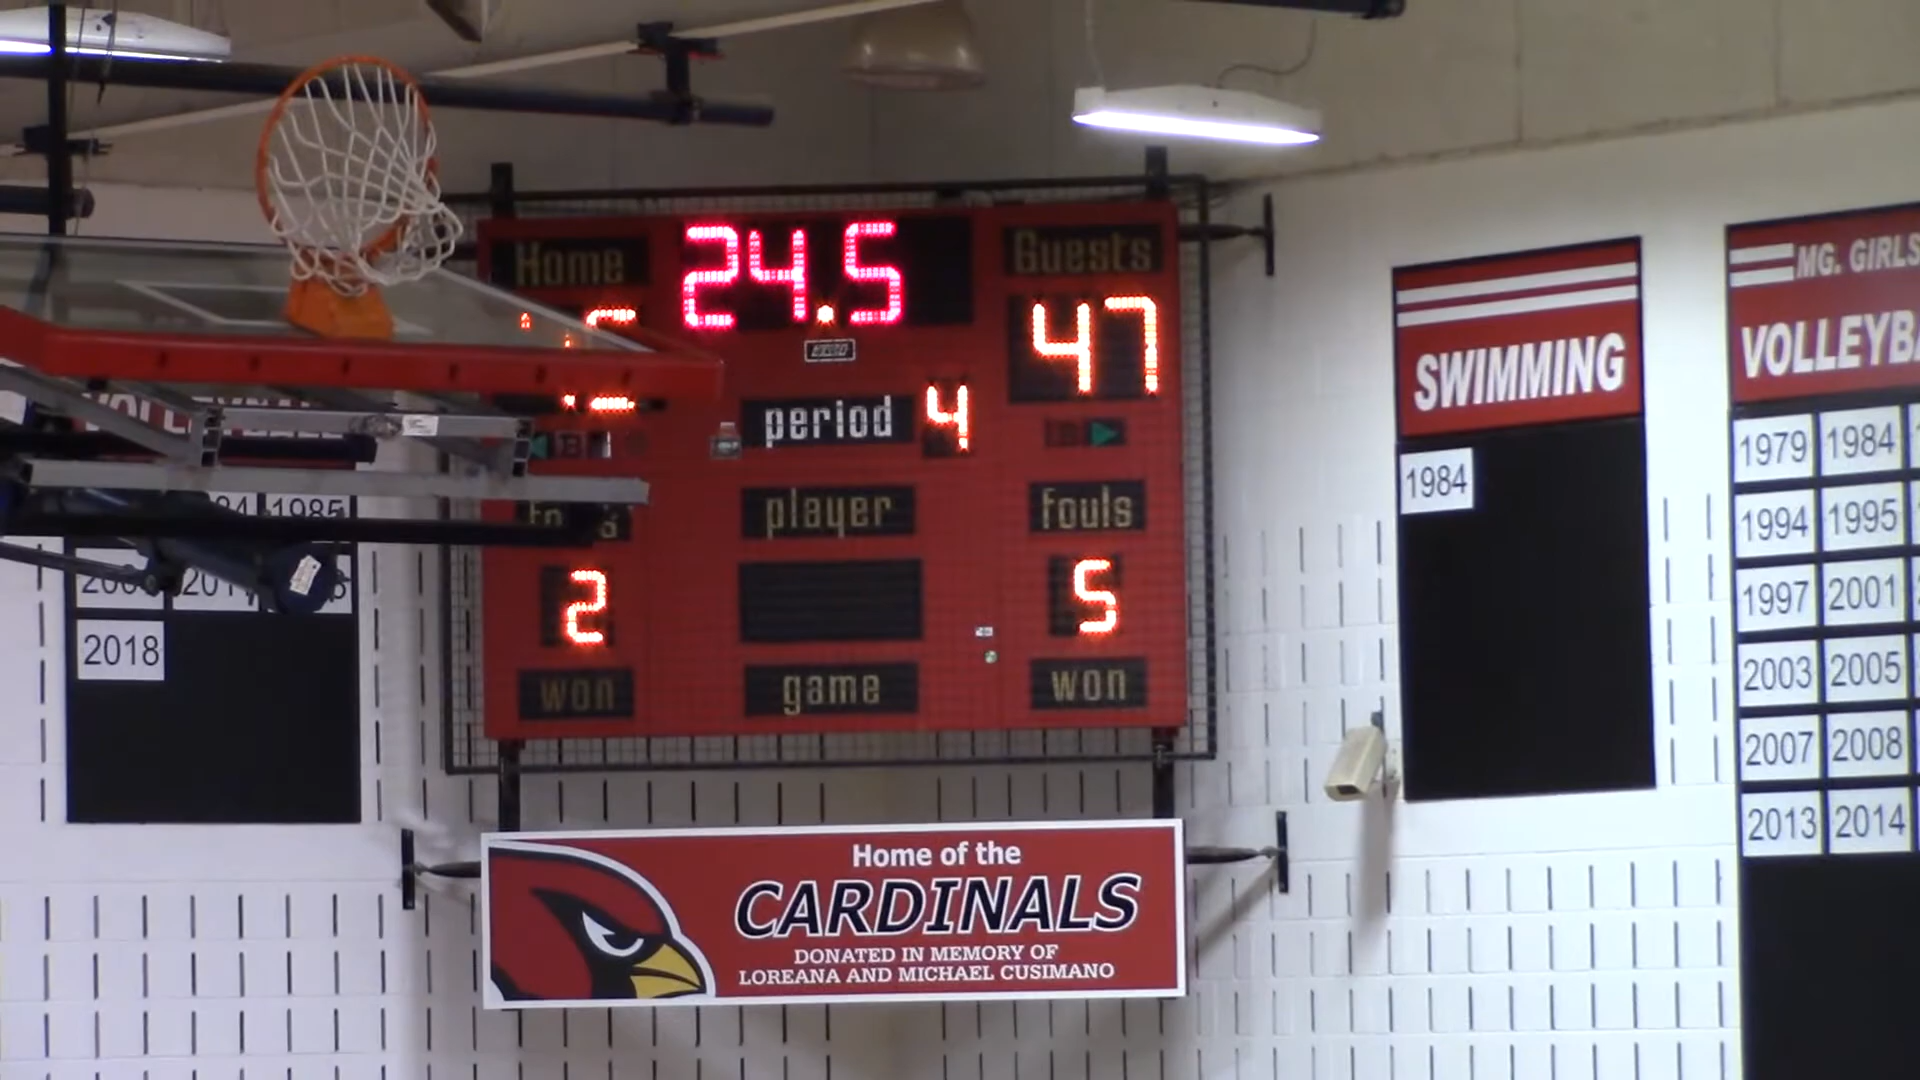 Home
24.5
Guests
47
period
4
player
fouls
2
5
won
game
won
Home of the
CARDINALS
DONATED IN MEMORY OF
LOREANA AND MICHAEL CUSIMANO
1985
2018
SWIMMING
1984
MG. GIRLS
1979 1984
1994 1995
1997 2001
2003 2005
2007 2008
2013 2014